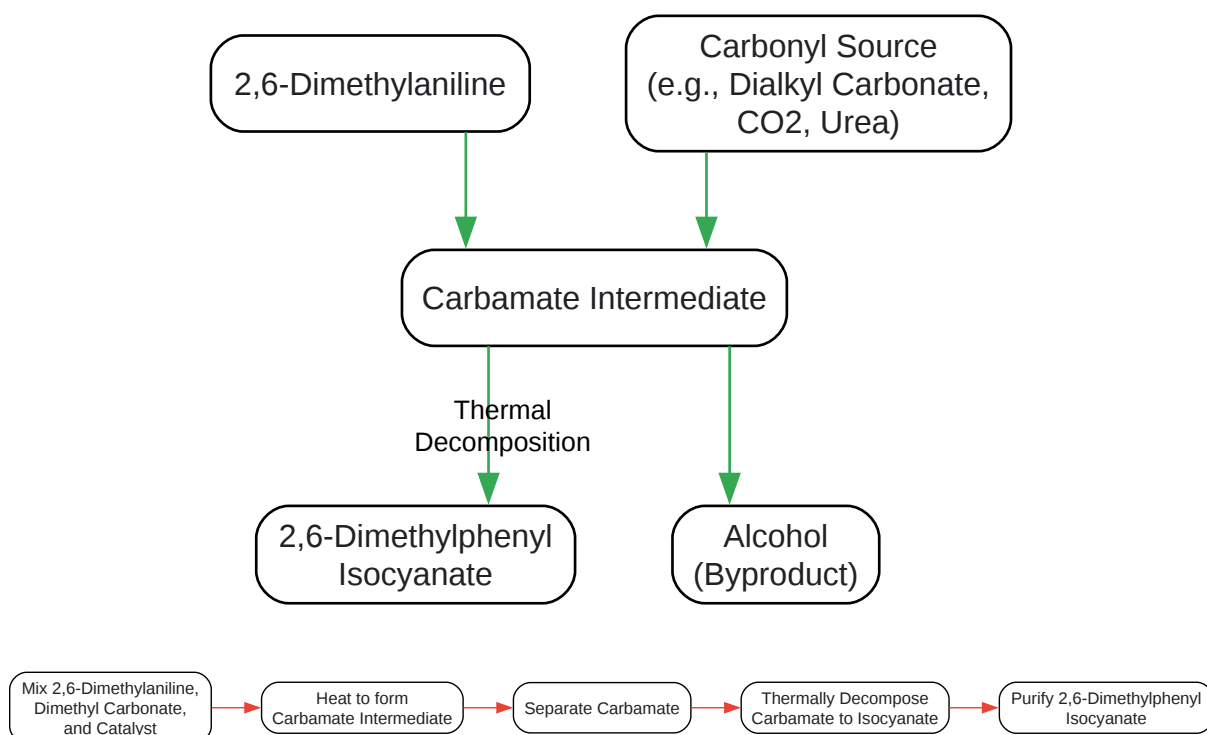 2,6-Dimethylaniline
Carbonyl Source
(e.g., Dialkyl Carbonate,
CO2, Urea)
Carbamate Intermediate
Thermal
Decomposition
2,6-Dimethylphenyl
Isocyanate
Alcohol
(Byproduct)
Mix 2,6-Dimethylaniline,
Dimethyl Carbonate,
and Catalyst
Heat to form
Carbamate Intermediate
Separate Carbamate
Thermally Decompose
Carbamate to Isocyanate
Purify 2,6-Dimethylphenyl
Isocyanate